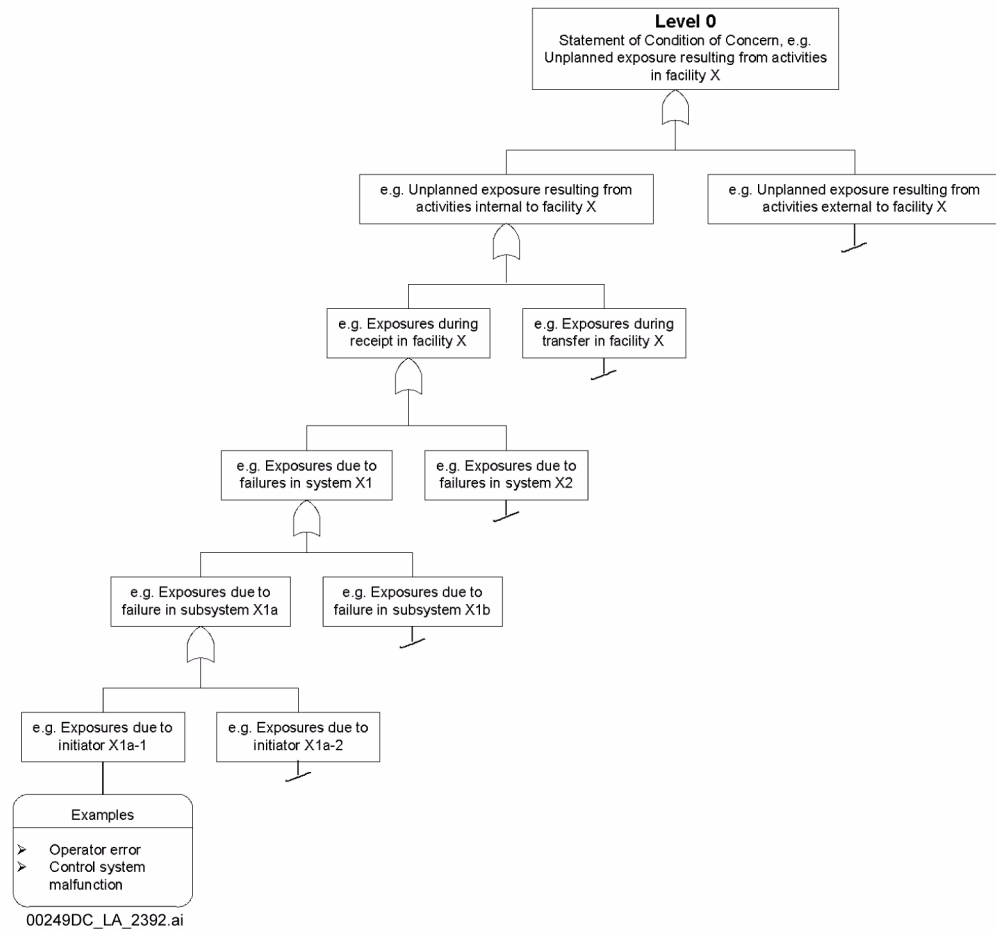 Level 0
Statement of Condition of Concern, e.g.
Unplanned exposure resulting from activities
in facility X
e.g. Unplanned exposure resulting from
activities internal to facility X
e.g. Unplanned exposure resulting from
activities external to facility X
e.g. Exposures during
receipt in facility X
e.g. Exposures during
transfer in facility X
e.g. Exposures due to
failures in system X1
e.g. Exposures due to
failures in system X2
e.g. Exposures due to
failure in subsystem X1a
e.g. Exposures due to
failure in subsystem X1b
e.g. Exposures due to
initiator X1a-1
e.g. Exposures due to
initiator X1a-2
Examples
➢ Operator error
➢ Control system
malfunction
00249DC_LA_2392.ai